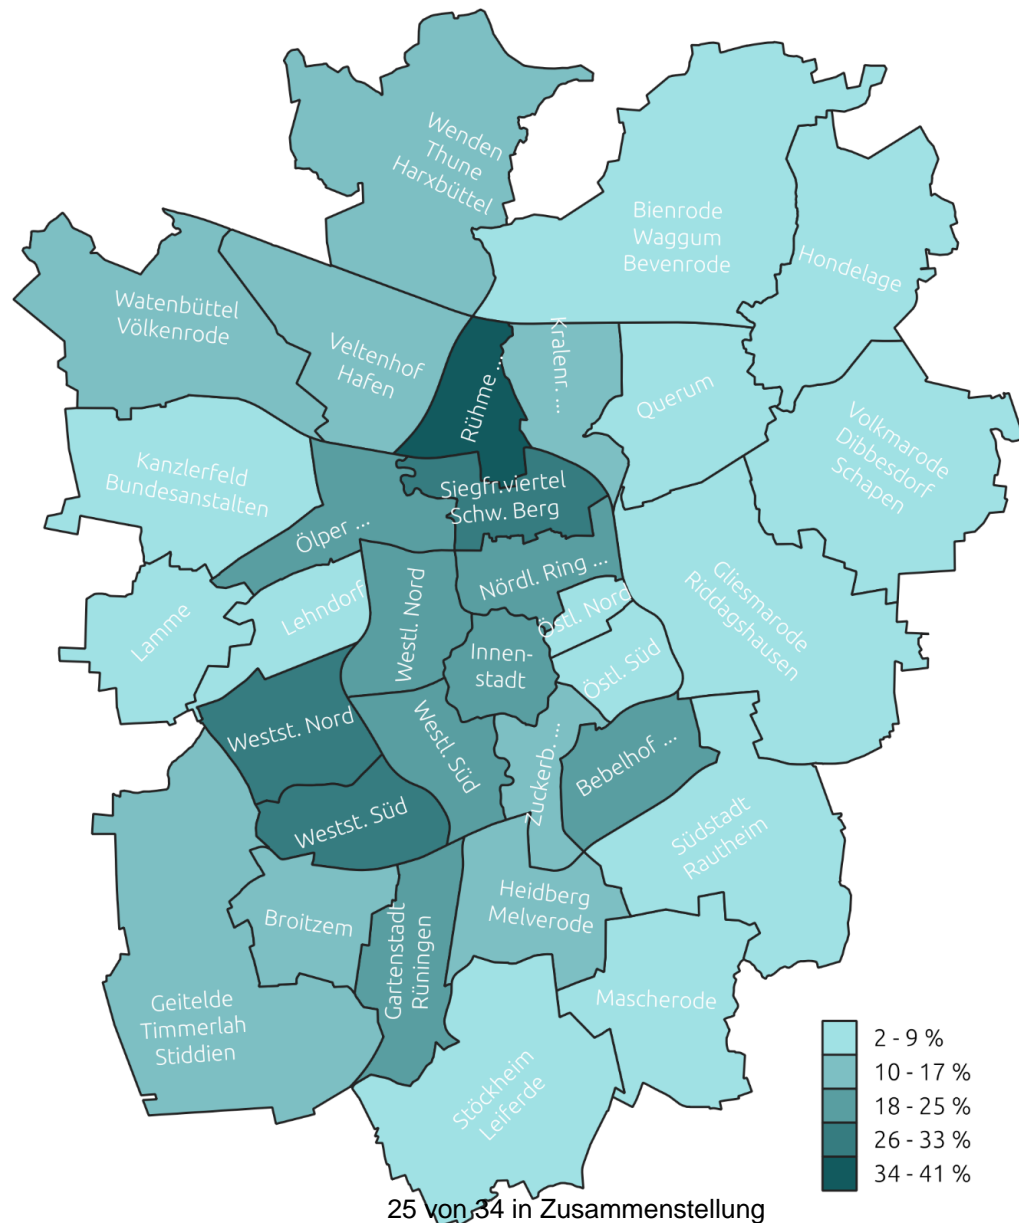 Wenden
Thune
Harxbüttel
Bienrode
Waggum
Bevenrode
Hondelage
Watenbüttel
Völkenrode
Veltenhof
Hafen
Rühme ...
Kralenr. ...
Querum
Volkmarode
Dibbesdorf
Schapen
Kanzlerfeld
Bundesanstalten
Siegfr.viertel
Schw. Berg
Ölper ...
Nördl. Ring ...
Gliesmarode
Riddagshausen
Lamme
Lehndorf
Westl. Nord
Östl. Nord
Innen-
stadt
Östl. Süd
Westst. Nord
Westl. Süd
Zuckerb. ...
Bebelhof ...
Westst. Süd
Südstadt
Rautheim
Broitzem
Gartenstadt
Rüningen
Heidberg
Melverode
Mascherode
Geitelde
Timmerlah
Stiddien
Stöckheim
Leiferde
2 - 9 %
10 - 17 %
18 - 25 %
26 - 33 %
34 - 41 %
25 von 34 in Zusammenstellung